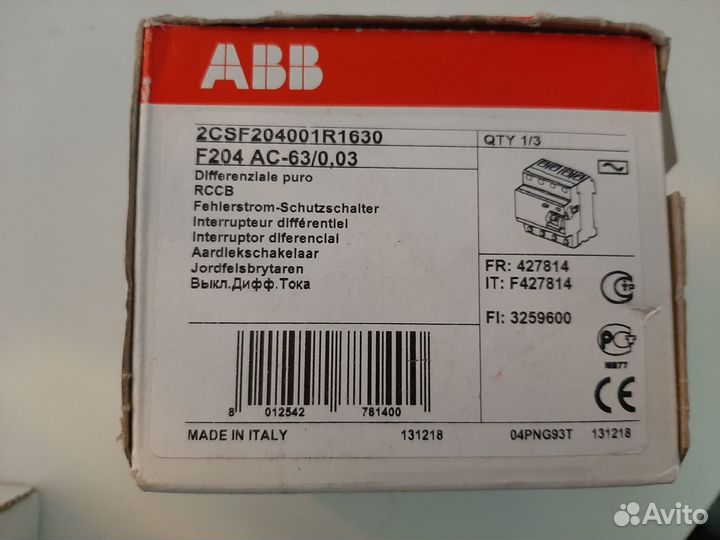 ABB
2CSF204001R1630
QTY 1/3
F204 AC-63/0,03
Differenziale puro
RCCB
Fehlerstrom-Schutzschalter
Interrupteur différentiel
Interruptor diferencial
Aardlekschakelaar
Jordfelsbrytaren
Выкл.Дифф.Тока
FR: 427814
IT: F427814
FI: 3259600
ME77
CE
8 012542 781400
MADE IN ITALY
131218
04PNG93T
131218
Avito